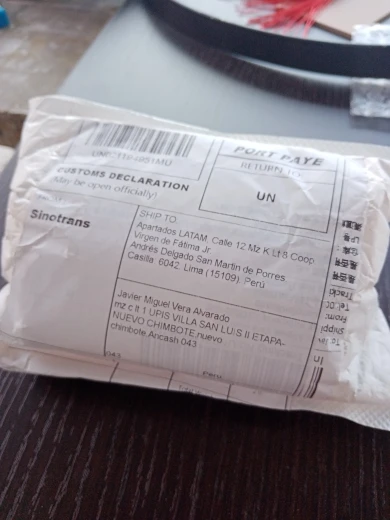 PORT PAYE
RETURN TO
UN
CUSTOMS DECLARATION
May be open officially!
Sinotrans
SHIP TO:
Apartados LATAM, Calle 12 Mz K Lt 8 Coop.
Virgen de Fátima Jr.
Andrés Delgado San Martin de Porres
Casilla 6042, Lima (15109), Perú
Javier Miguel Vera Alvarado
mz c lt 1 UPIS VILLA SAN LUIS II ETAPA-
NUEVO CHIMBOTE,nuevo
chimbote,Ancash 043
043
peru